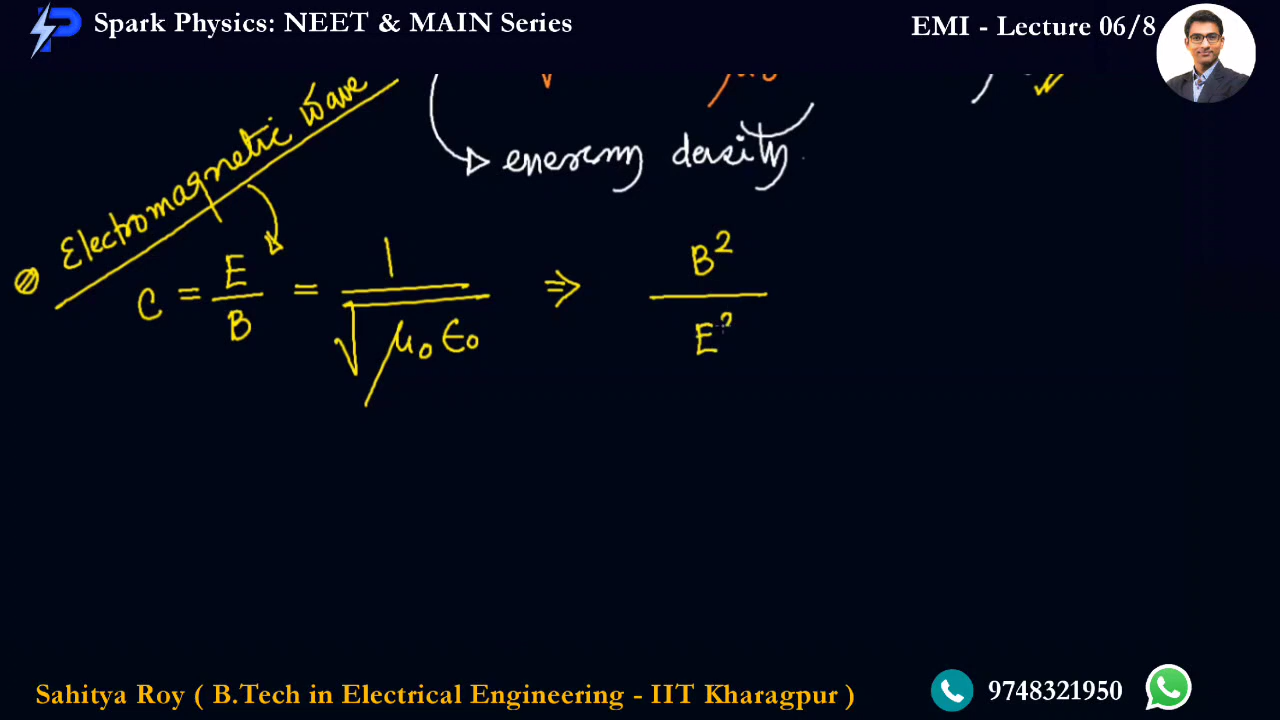 Spark Physics: NEET & MAIN Series
EMI - Lecture 06/8
energy density
Electromagnetic Wave
C = E/B = 1/√μ₀ε₀ ⇒ B²/E²
Sahitya Roy ( B.Tech in Electrical Engineering - IIT Kharagpur )
9748321950